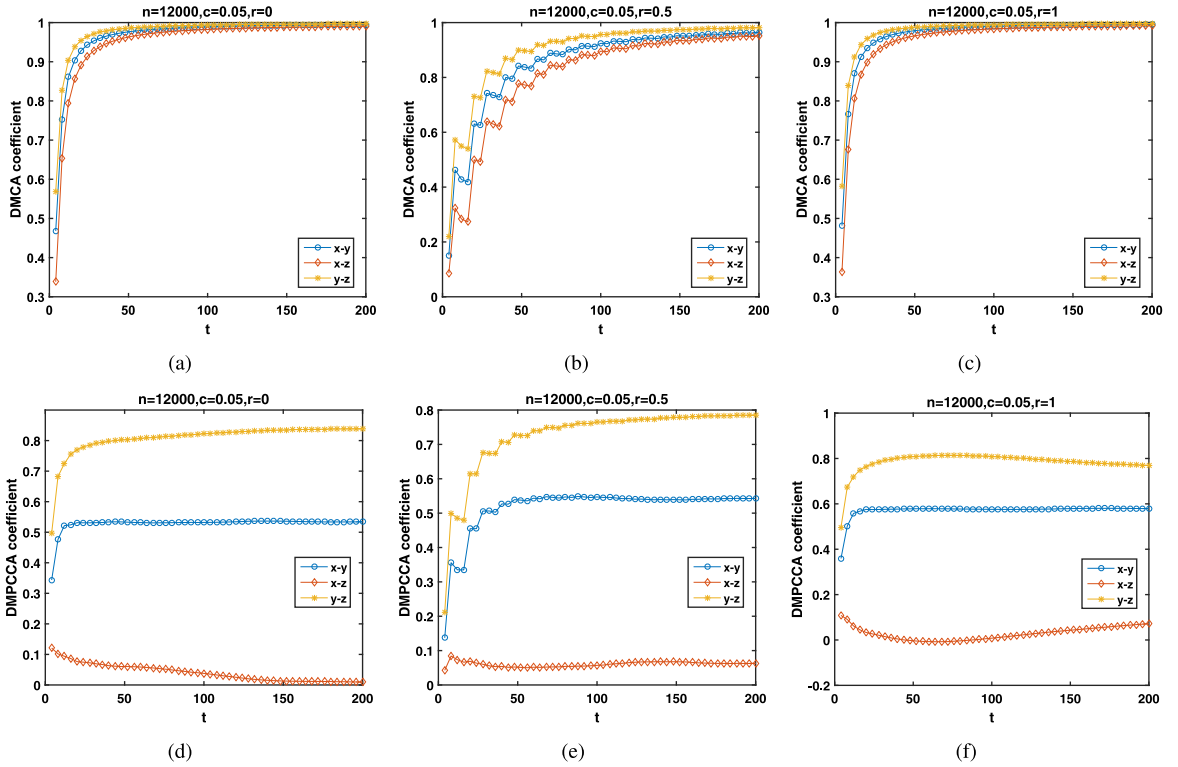 n=12000,c=0.05,r=0
DMCA coefficient
1
0.9
0.8
0.7
0.6
0.5
0.4
0.3
0 50 100 150 200
t
x-y
x-z
y-z
(a)
n=12000,c=0.05,r=0.5
DMCA coefficient
1
0.8
0.6
0.4
0.2
0
0 50 100 150 200
t
x-y
x-z
y-z
(b)
n=12000,c=0.05,r=1
DMCA coefficient
1
0.9
0.8
0.7
0.6
0.5
0.4
0.3
0 50 100 150 200
t
x-y
x-z
y-z
(c)
n=12000,c=0.05,r=0
DMPCCA coefficient
0.8
0.7
0.6
0.5
0.4
0.3
0.2
0.1
0
0 50 100 150 200
t
x-y
x-z
y-z
(d)
n=12000,c=0.05,r=0.5
DMPCCA coefficient
0.8
0.7
0.6
0.5
0.4
0.3
0.2
0.1
0
0 50 100 150 200
t
x-y
x-z
y-z
(e)
n=12000,c=0.05,r=1
DMPCCA coefficient
1
0.8
0.6
0.4
0.2
0
-0.2
0 50 100 150 200
t
x-y
x-z
y-z
(f)